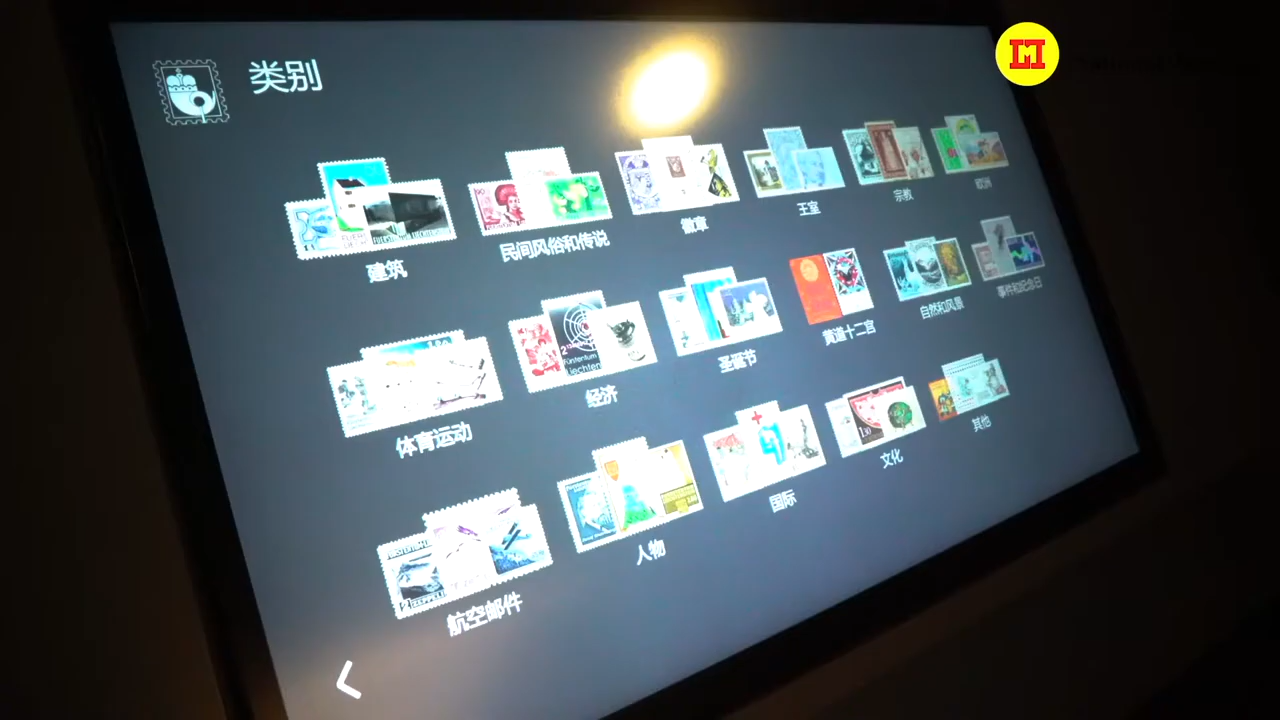 类别
建筑
民间风俗和传说
徽章
王室
宗教
欧洲
体育运动
经济
圣诞节
黄道十二宫
自然和风景
事件和纪念日
航空邮件
人物
国际
文化
其他
Fürstentum
Liechten